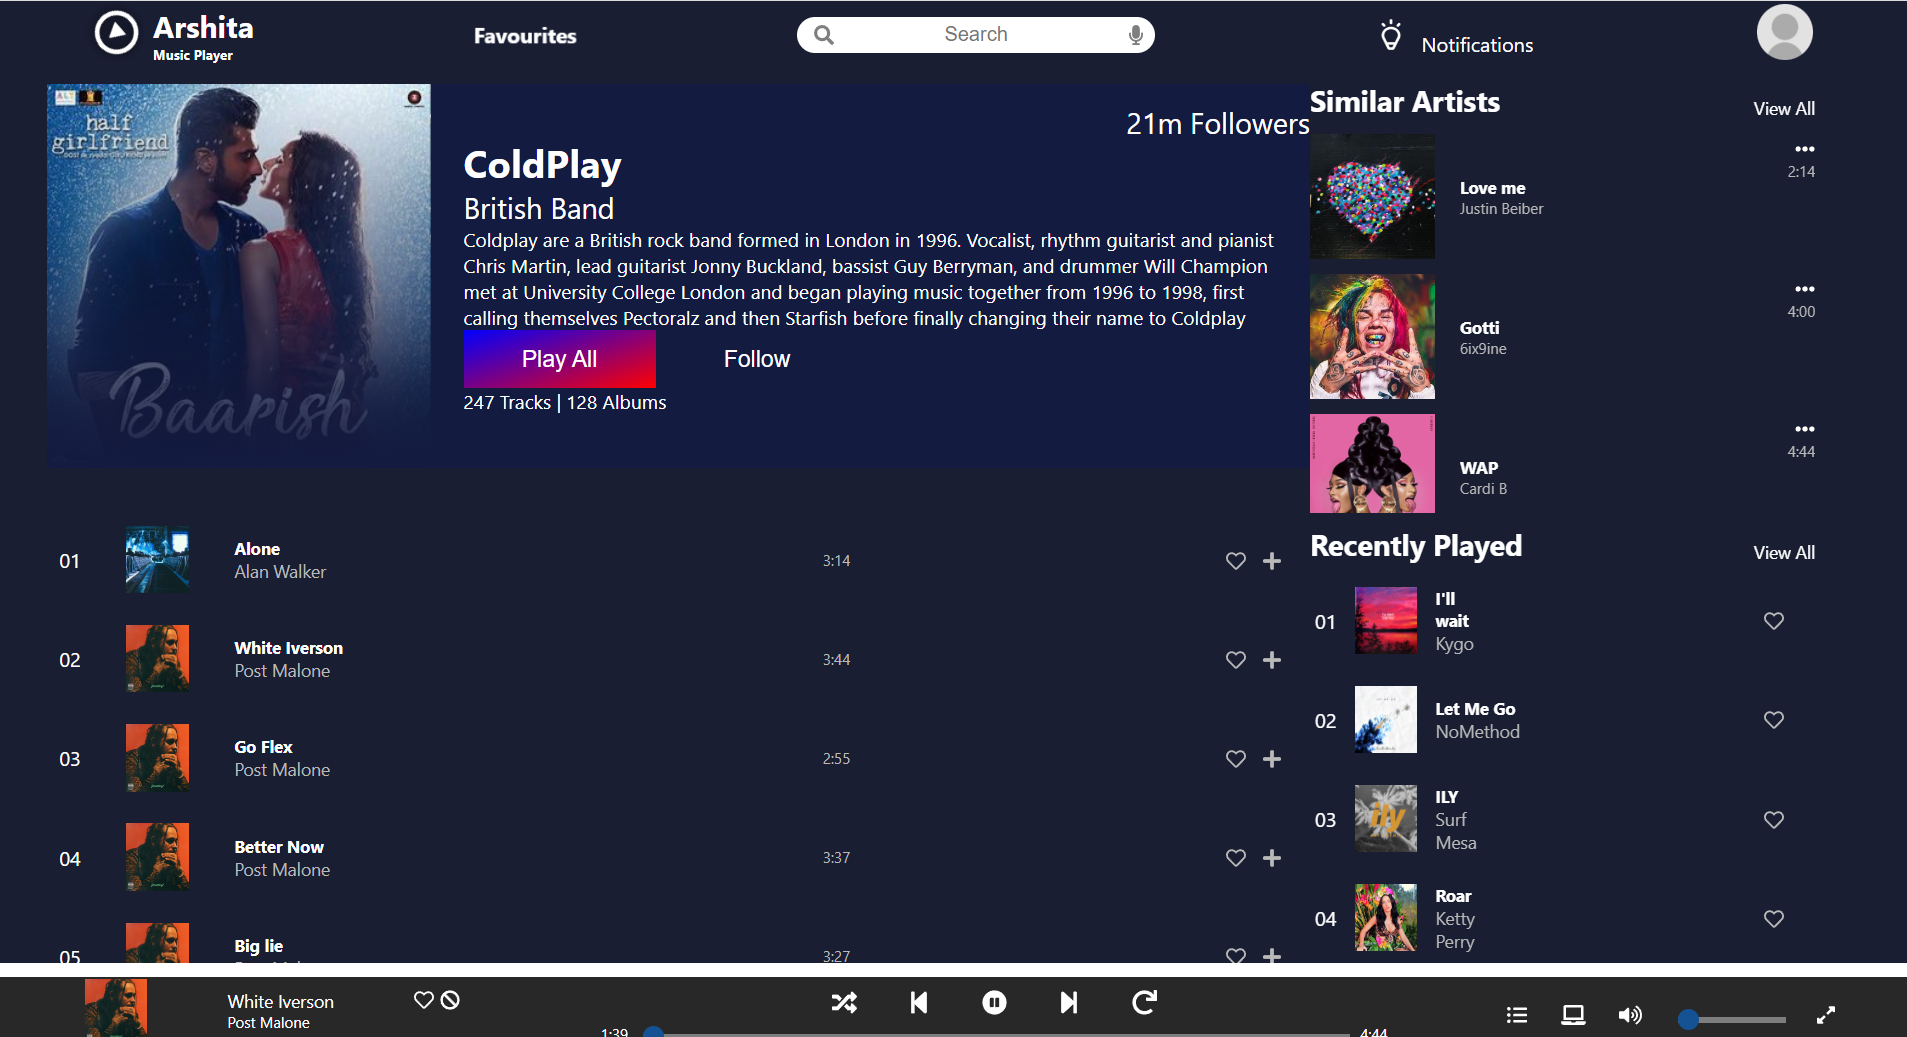 Arshita
Music Player
Favourites
Search
Notifications
half
girlfriend
Baarish
21m Followers
ColdPlay
British Band
Coldplay are a British rock band formed in London in 1996. Vocalist, rhythm guitarist and pianist
Chris Martin, lead guitarist Jonny Buckland, bassist Guy Berryman, and drummer Will Champion
met at University College London and began playing music together from 1996 to 1998, first
calling themselves Pectoralz and then Starfish before finally changing their name to Coldplay
Play All
Follow
247 Tracks | 128 Albums
01
Alone
Alan Walker
3:14
02
White Iverson
Post Malone
3:44
03
Go Flex
Post Malone
2:55
04
Better Now
Post Malone
3:37
05
Big lie
3:27
Similar Artists
View All
Love me
Justin Beiber
2:14
Gotti
6ix9ine
4:00
WAP
Cardi B
4:44
Recently Played
View All
01
I'll
wait
Kygo
02
Let Me Go
NoMethod
03
ily
ILY
Surf
Mesa
04
Roar
Ketty
Perry
White Iverson
Post Malone
1:39
4:44